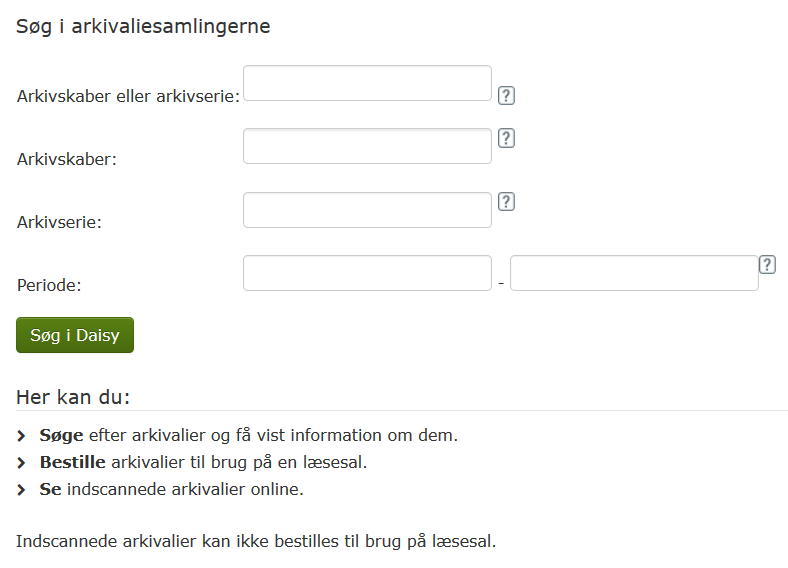 Søg i arkivaliesamlingerne
Arkivskaber eller arkivserie: ?
Arkivskaber: ?
Arkivserie: ?
Periode: - ?
Søg i Daisy
Her kan du:
Søge efter arkivalier og få vist information om dem.
Bestille arkivalier til brug på en læsesal.
Se indscannede arkivalier online.
Indscannede arkivalier kan ikke bestilles til brug på læsesal.